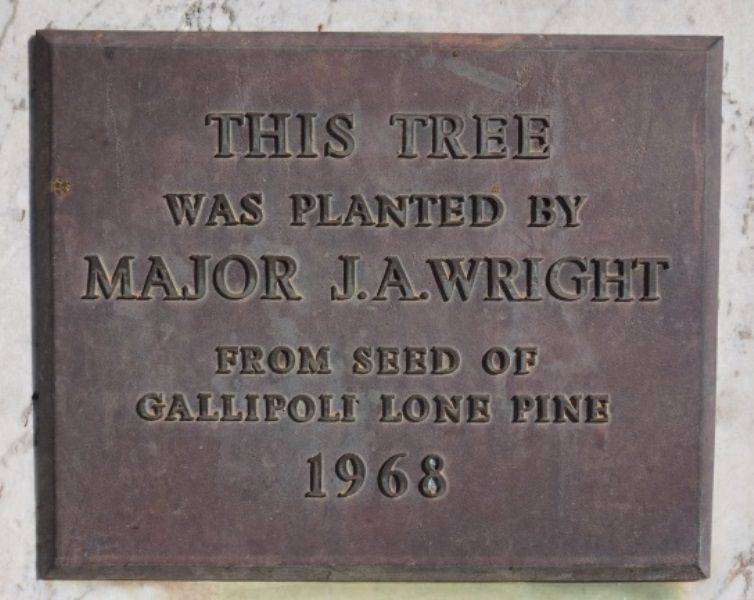 THIS TREE
WAS PLANTED BY
MAJOR J.A.WRIGHT
FROM SEED OF
GALLIPOLI LONE PINE
1968